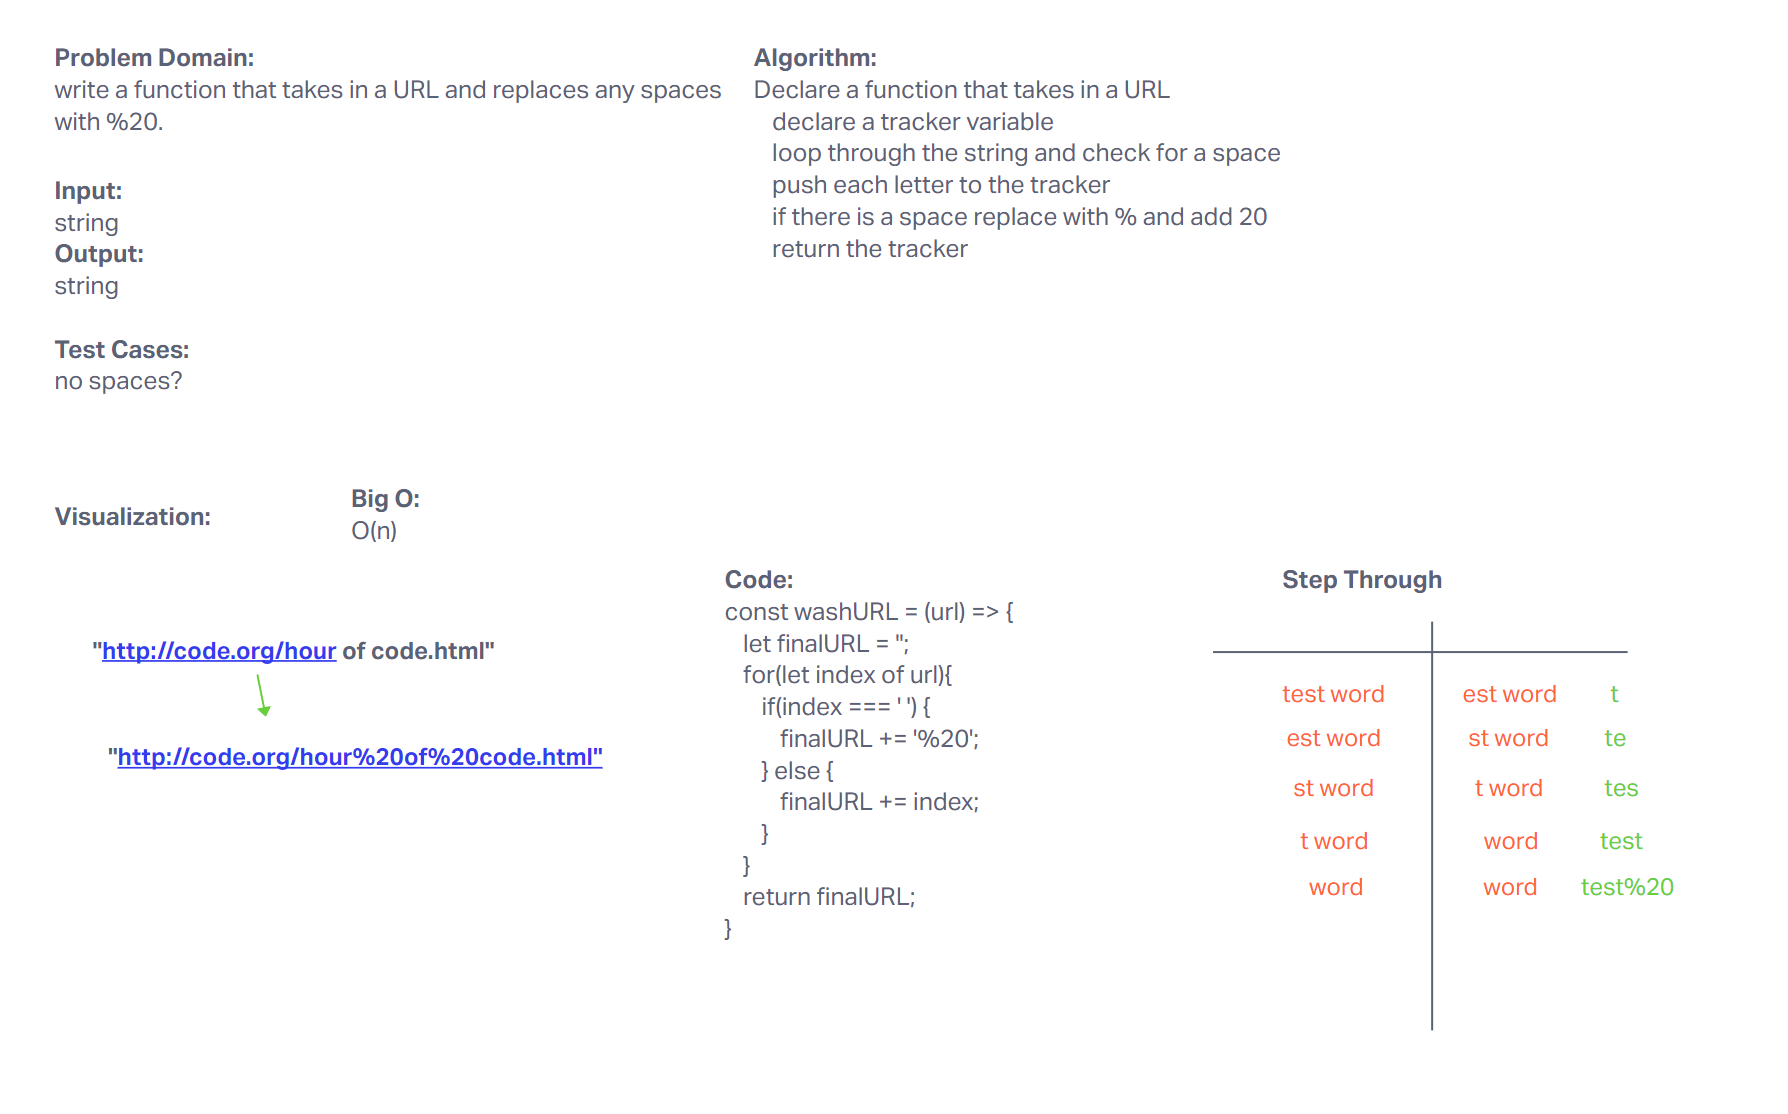 Problem Domain:
write a function that takes in a URL and replaces any spaces
with %20.
Input:
string
Output:
string
Test Cases:
no spaces?
Algorithm:
Declare a function that takes in a URL
declare a tracker variable
loop through the string and check for a space
push each letter to the tracker
if there is a space replace with % and add 20
return the tracker
Visualization:
Big O:
O(n)
"http://code.org/hour of code.html"
"http://code.org/hour%20of%20code.html"
Code:
const washURL = (url) => {
let finalURL = '';
for(let index of url){
if(index === ' ') {
finalURL += '%20';
} else {
finalURL += index;
}
}
return finalURL;
}
Step Through
test word est word t
est word st word te
st word t word tes
t word word test
word word test%20